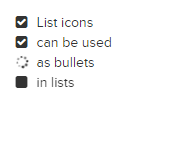 List icons
can be used
as bullets
in lists